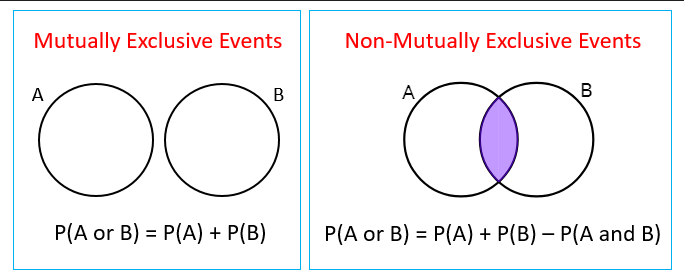 Mutually Exclusive Events
A
B
P(A or B) = P(A) + P(B)
Non-Mutually Exclusive Events
A
B
P(A or B) = P(A) + P(B) – P(A and B)